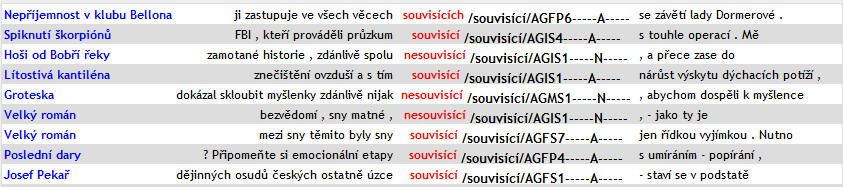 Nepříjemnost v klubu Bellona ji zastupuje ve všech věcech souvisících /souvisící/AGFP6-----A----- se závětí lady Dormerové .
Spiknutí škorpiónů FBI , kteří prováděli průzkum souvisící /souvisící/AGIS4-----A----- s touhle operací . Mě
Hoši od Bobří řeky zamotané historie , zdánlivě spolu nesouvisící /souvisící/AGIS1-----N----- , a přece zase do
Lítostivá kantiléna znečištění ovzduší a s tím souvisící /souvisící/AGIS1-----A----- nárůst výskytu dýchacích potíží ,
Groteska dokázal skloubit myšlenky zdánlivě nijak nesouvisící /souvisící/AGMS1-----N----- , abychom dospěli k myšlence
Velký román bezvědomí , sny matné , nesouvisící /souvisící/AGIS1-----N----- , - jako ty je
Velký román mezi sny těmito byly sny souvisící /souvisící/AGFS7-----A----- jen řídkou vyjímkou . Nutno
Poslední dary ? Připomeňte si emocionální etapy souvisící /souvisící/AGFP4-----A----- s umíráním - popírání ,
Josef Pekař dějinných osudů českých ostatně úzce souvisící /souvisící/AGFS1-----A----- - staví se v podstatě